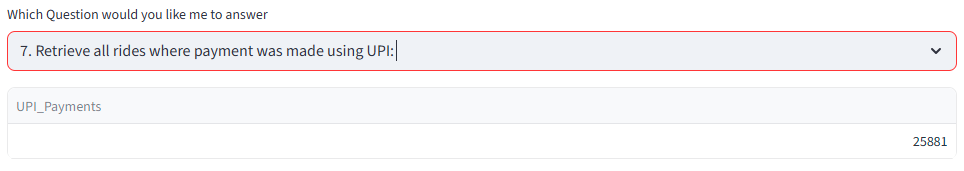 Which Question would you like me to answer
7. Retrieve all rides where payment was made using UPI:
UPI_Payments
25881